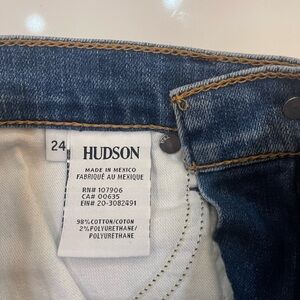 24
HUDSON
MADE IN MEXICO
FABRIQUÉ AU MEXIQUE
RN# 107906
CA# 00635
EIN# 20-3082491
98% COTTON/COTON
2% POLYURETHANE/
POLYURÉTHANE/